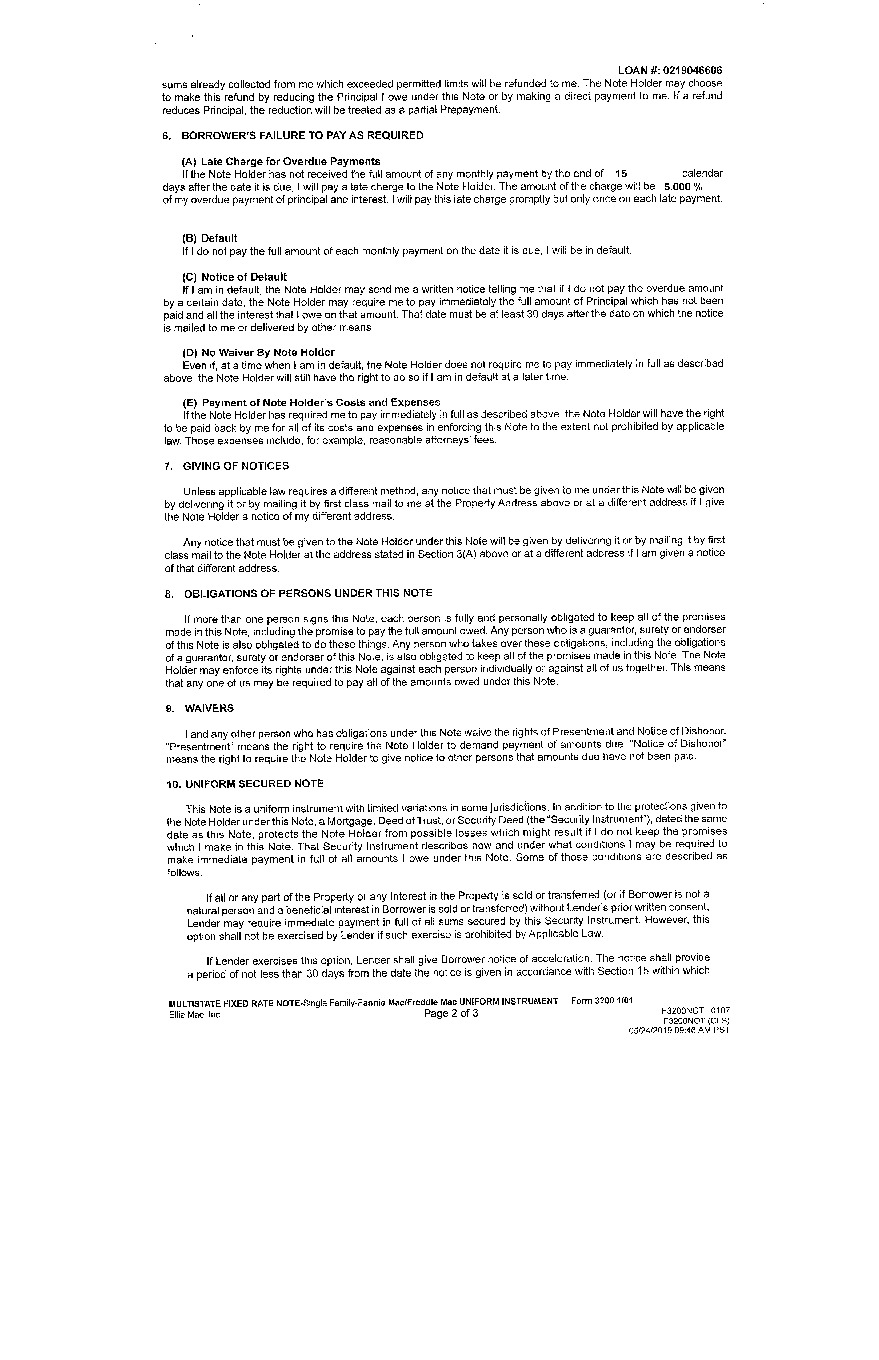 LOAN #: 0219046606
sums already collected from me which exceeded permitted limits will be refunded to me. The Note Holder may choose
to make this refund by reducing the Principal I owe under this Note or by making a direct payment to me. If a refund
reduces Principal, the reduction will be treated as a partial Prepayment.
6. BORROWER'S FAILURE TO PAY AS REQUIRED
(A) Late Charge for Overdue Payments
If the Note Holder has not received the full amount of any monthly payment by the end of 15 calendar
days after the date it is due, I will pay a late charge to the Note Holder. The amount of the charge will be 5.000 %
of my overdue payment of principal and interest. I will pay this late charge promptly but only once on each late payment.
(B) Default
If I do not pay the full amount of each monthly payment on the date it is due, I will be in default.
(C) Notice of Default
If I am in default, the Note Holder may send me a written notice telling me that if I do not pay the overdue amount
by a certain date, the Note Holder may require me to pay immediately the full amount of Principal which has not been
paid and all the interest that I owe on that amount. That date must be at least 30 days after the date on which the notice
is mailed to me or delivered by other means.
(D) No Waiver By Note Holder
Even if, at a time when I am in default, the Note Holder does not require me to pay immediately in full as described
above, the Note Holder will still have the right to do so if I am in default at a later time.
(E) Payment of Note Holder's Costs and Expenses
If the Note Holder has required me to pay immediately in full as described above, the Note Holder will have the right
to be paid back by me for all of its costs and expenses in enforcing this Note to the extent not prohibited by applicable
law. Those expenses include, for example, reasonable attorneys' fees.
7. GIVING OF NOTICES
Unless applicable law requires a different method, any notice that must be given to me under this Note will be given
by delivering it or by mailing it by first class mail to me at the Property Address above or at a different address if I give
the Note Holder a notice of my different address.
Any notice that must be given to the Note Holder under this Note will be given by delivering it or by mailing it by first
class mail to the Note Holder at the address stated in Section 3(A) above or at a different address if I am given a notice
of that different address.
8. OBLIGATIONS OF PERSONS UNDER THIS NOTE
If more than one person signs this Note, each person is fully and personally obligated to keep all of the promises
made in this Note, including the promise to pay the full amount owed. Any person who is a guarantor, surety or endorser
of this Note is also obligated to do these things. Any person who takes over these obligations, including the obligations
of a guarantor, surety or endorser of this Note, is also obligated to keep all of the promises made in this Note. The Note
Holder may enforce its rights under this Note against each person individually or against all of us together. This means
that any one of us may be required to pay all of the amounts owed under this Note.
9. WAIVERS
I and any other person who has obligations under this Note waive the rights of Presentment and Notice of Dishonor.
"Presentment" means the right to require the Note Holder to demand payment of amounts due. "Notice of Dishonor"
means the right to require the Note Holder to give notice to other persons that amounts due have not been paid.
10. UNIFORM SECURED NOTE
This Note is a uniform instrument with limited variations in some jurisdictions. In addition to the protections given to
the Note Holder under this Note, a Mortgage, Deed of Trust, or Security Deed (the "Security Instrument"), dated the same
date as this Note, protects the Note Holder from possible losses which might result if I do not keep the promises
which I make in this Note. That Security Instrument describes how and under what conditions I may be required to
make immediate payment in full of all amounts I owe under this Note. Some of those conditions are described as
follows:
If all or any part of the Property or any Interest in the Property is sold or transferred (or if Borrower is not a
natural person and a beneficial interest in Borrower is sold or transferred) without Lender's prior written consent,
Lender may require immediate payment in full of all sums secured by this Security Instrument. However, this
option shall not be exercised by Lender if such exercise is prohibited by Applicable Law.
If Lender exercises this option, Lender shall give Borrower notice of acceleration. The notice shall provide
a period of not less than 30 days from the date the notice is given in accordance with Section 15 within which
MULTISTATE FIXED RATE NOTE-Single Family-Fannie Mae/Freddie Mac UNIFORM INSTRUMENT Form 3200 1/01
Ellie Mae, Inc. Page 2 of 3 F3200NOT 0107
F3200NOT (CLS)
05/24/2019 09:48 AM PST